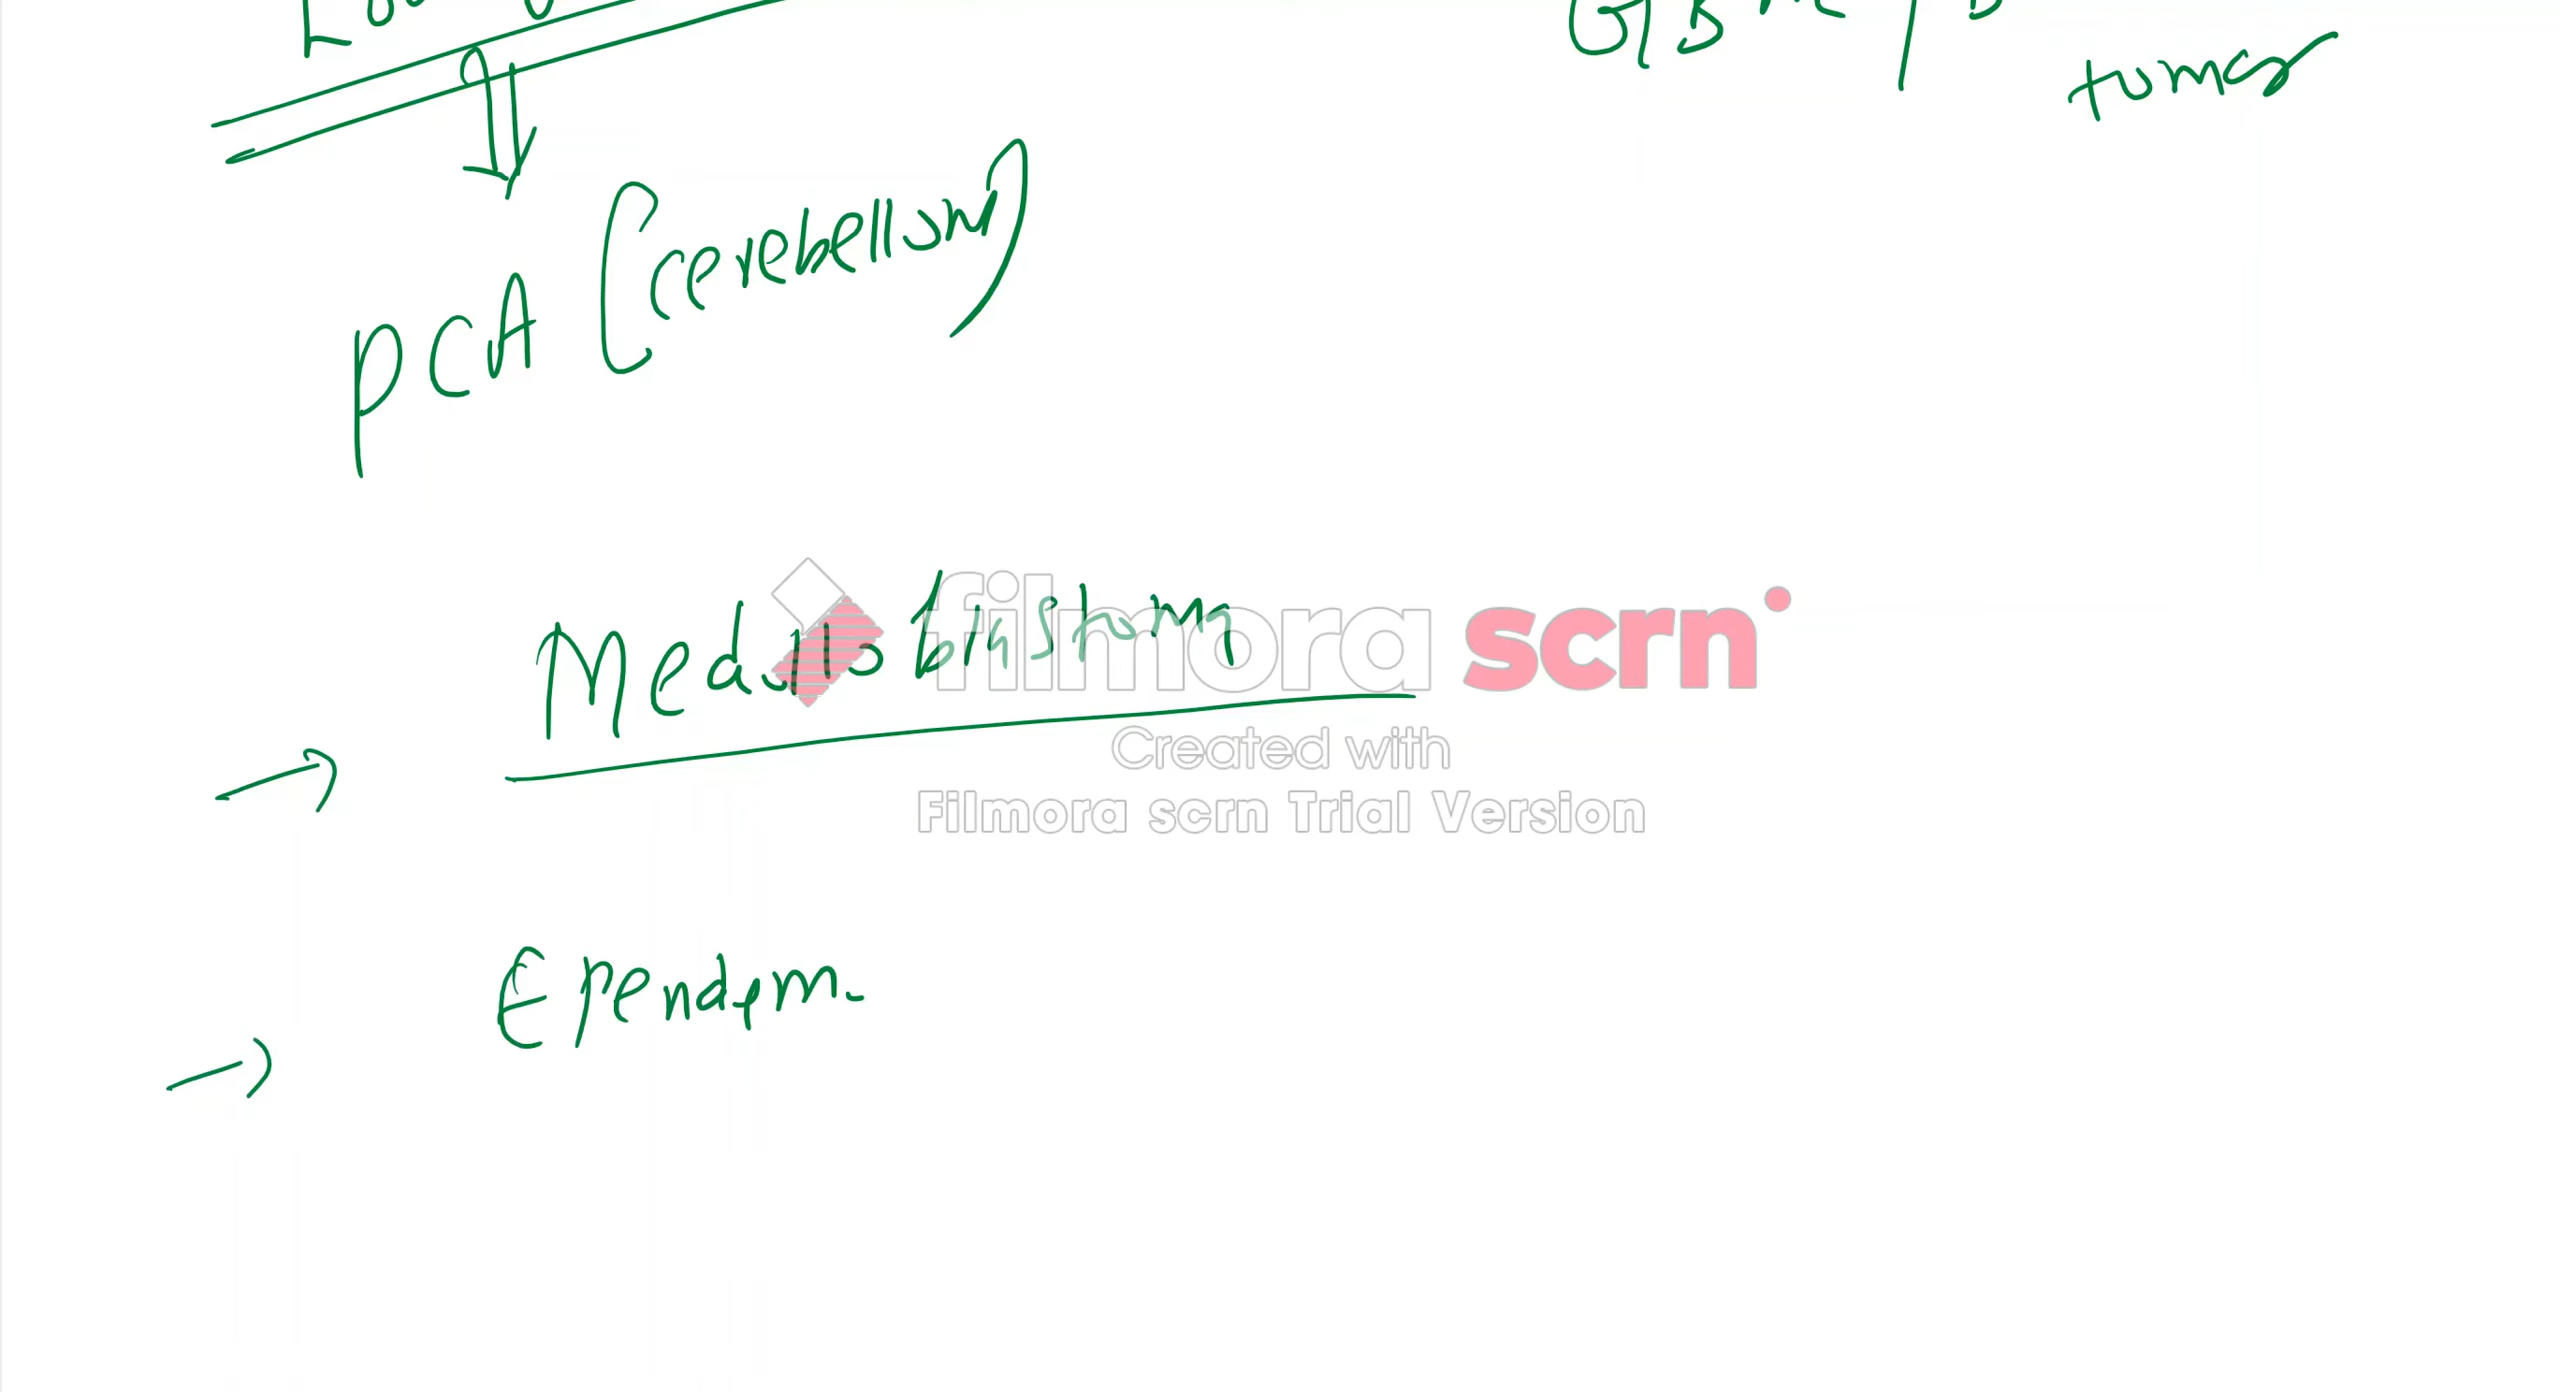 tumor
PCA (cerebellum)
Medulloblastoma
filmora scrn
Created with
Filmora scrn Trial Version
Ependym